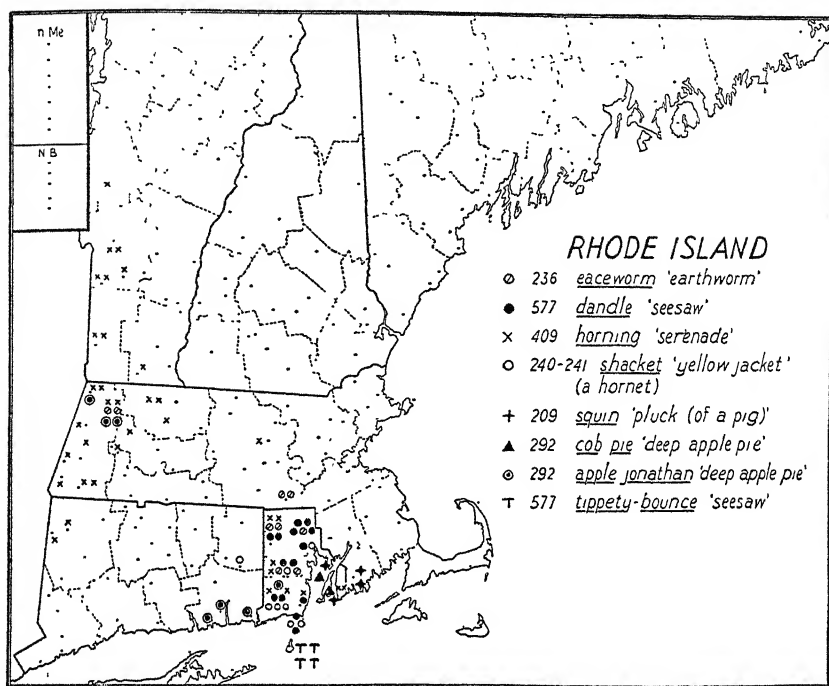 n Me
N B
RHODE ISLAND
236 eaceworm 'earthworm'
577 dandle 'seesaw'
409 horning 'serenade'
240-241 shacket 'yellow jacket'
(a hornet)
209 squin 'pluck (of a pig)'
292 cob pie 'deep apple pie'
292 apple jonathan 'deep apple pie'
577 tippety-bounce 'seesaw'